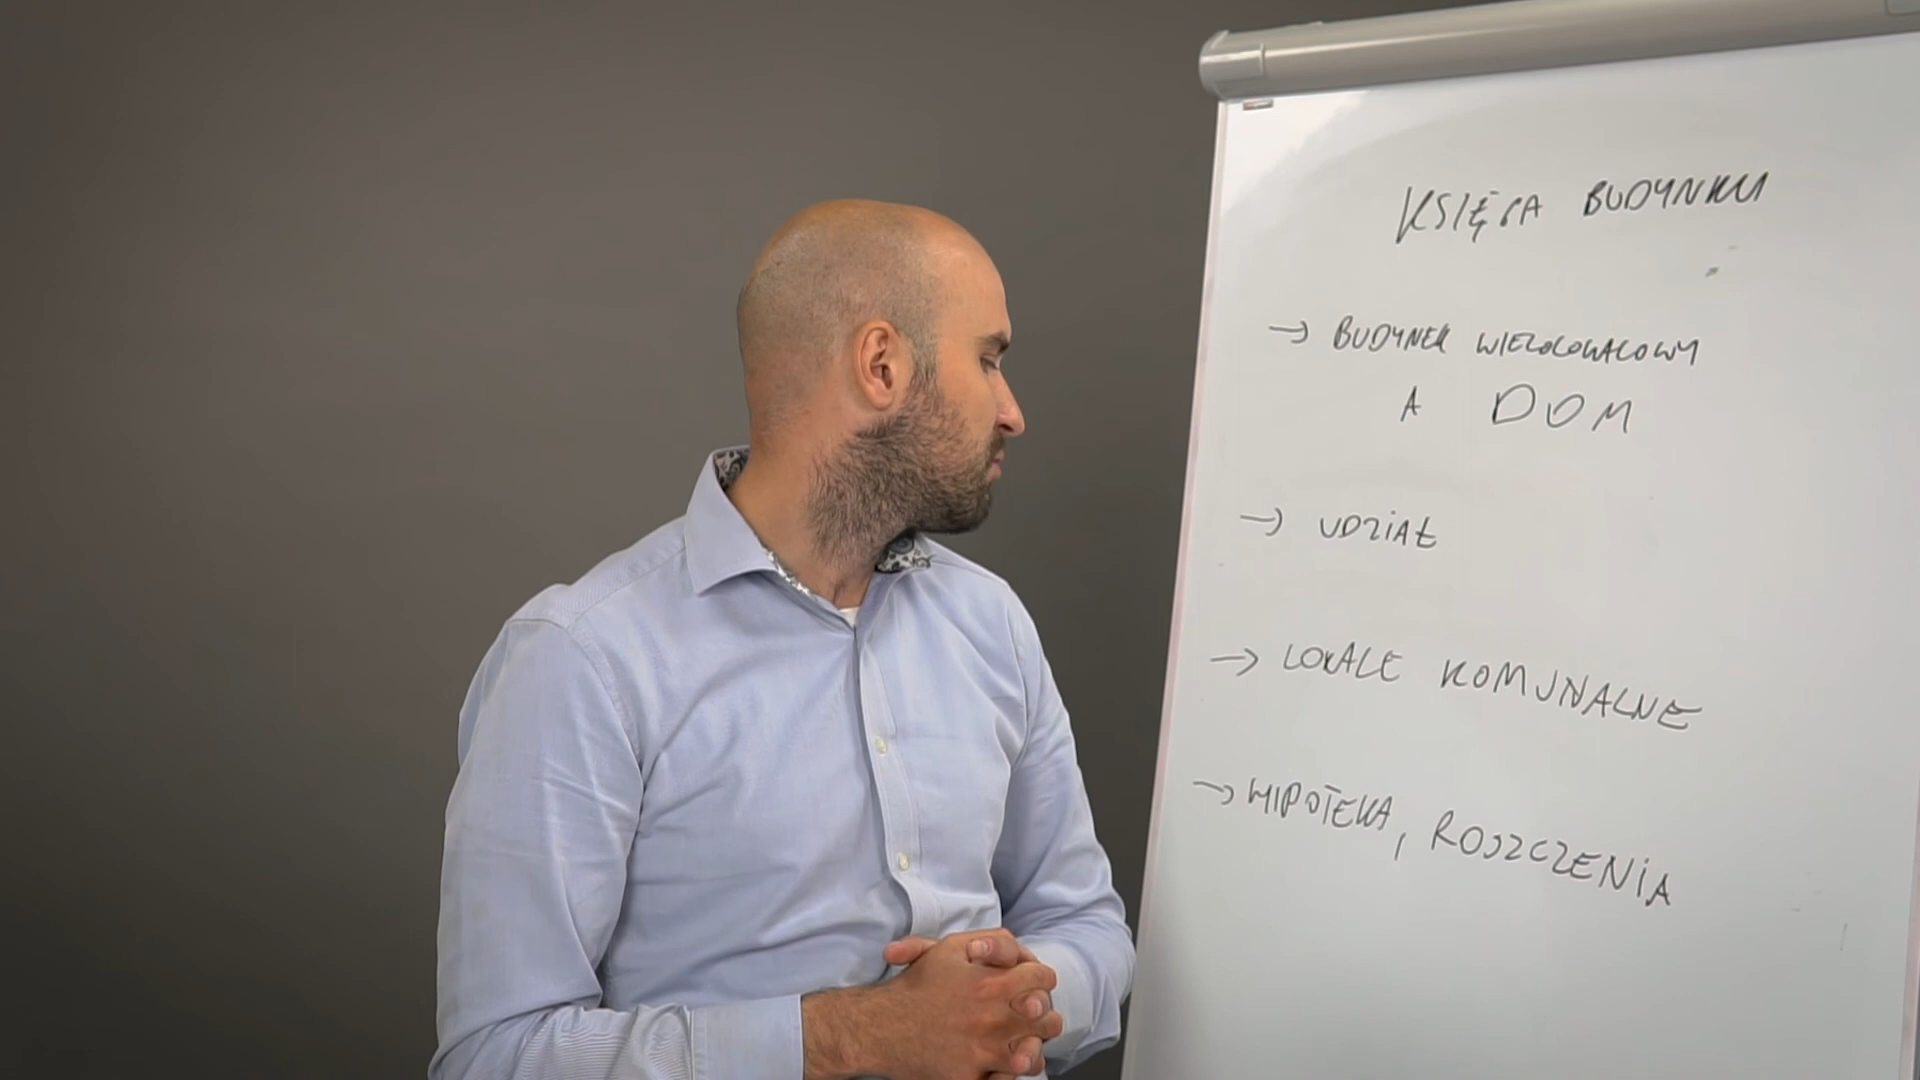 KSIĘGA BUDYNKU
→ BUDYNEK WIELOLOKALOWY
A DOM
→ UDZIAŁ
→ LOKALE KOMUNALNE
→ HIPOTEKA, ROSZCZENIA